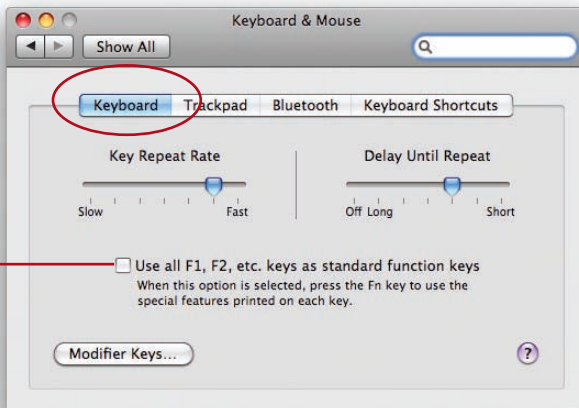 Keyboard & Mouse
Show All
Keyboard Trackpad Bluetooth Keyboard Shortcuts
Key Repeat Rate Delay Until Repeat
Slow Fast Off Long Short
Use all F1, F2, etc. keys as standard function keys
When this option is selected, press the Fn key to use the
special features printed on each key.
Modifier Keys... ?